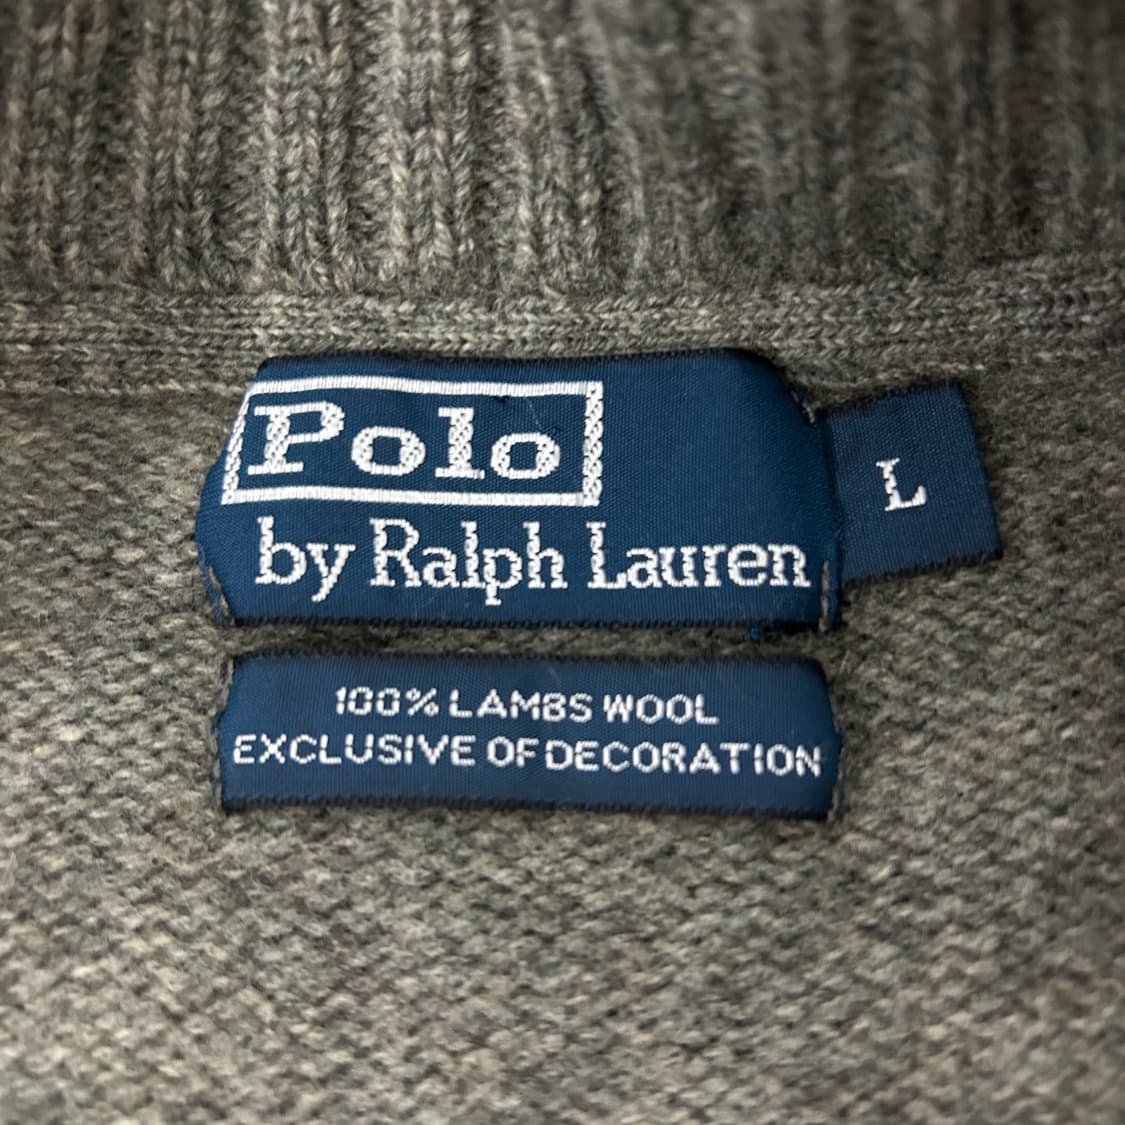 Polo
by Ralph Lauren
L
100% LAMBS WOOL
EXCLUSIVE OF DECORATION